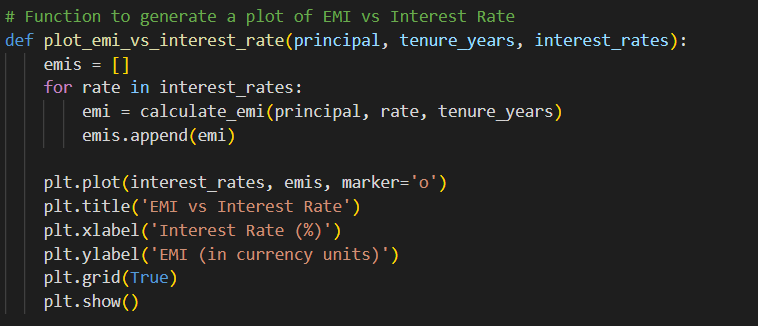 # Function to generate a plot of EMI vs Interest Rate
def plot_emi_vs_interest_rate(principal, tenure_years, interest_rates):
    emis = []
    for rate in interest_rates:
        emi = calculate_emi(principal, rate, tenure_years)
        emis.append(emi)

    plt.plot(interest_rates, emis, marker='o')
    plt.title('EMI vs Interest Rate')
    plt.xlabel('Interest Rate (%)')
    plt.ylabel('EMI (in currency units)')
    plt.grid(True)
    plt.show()